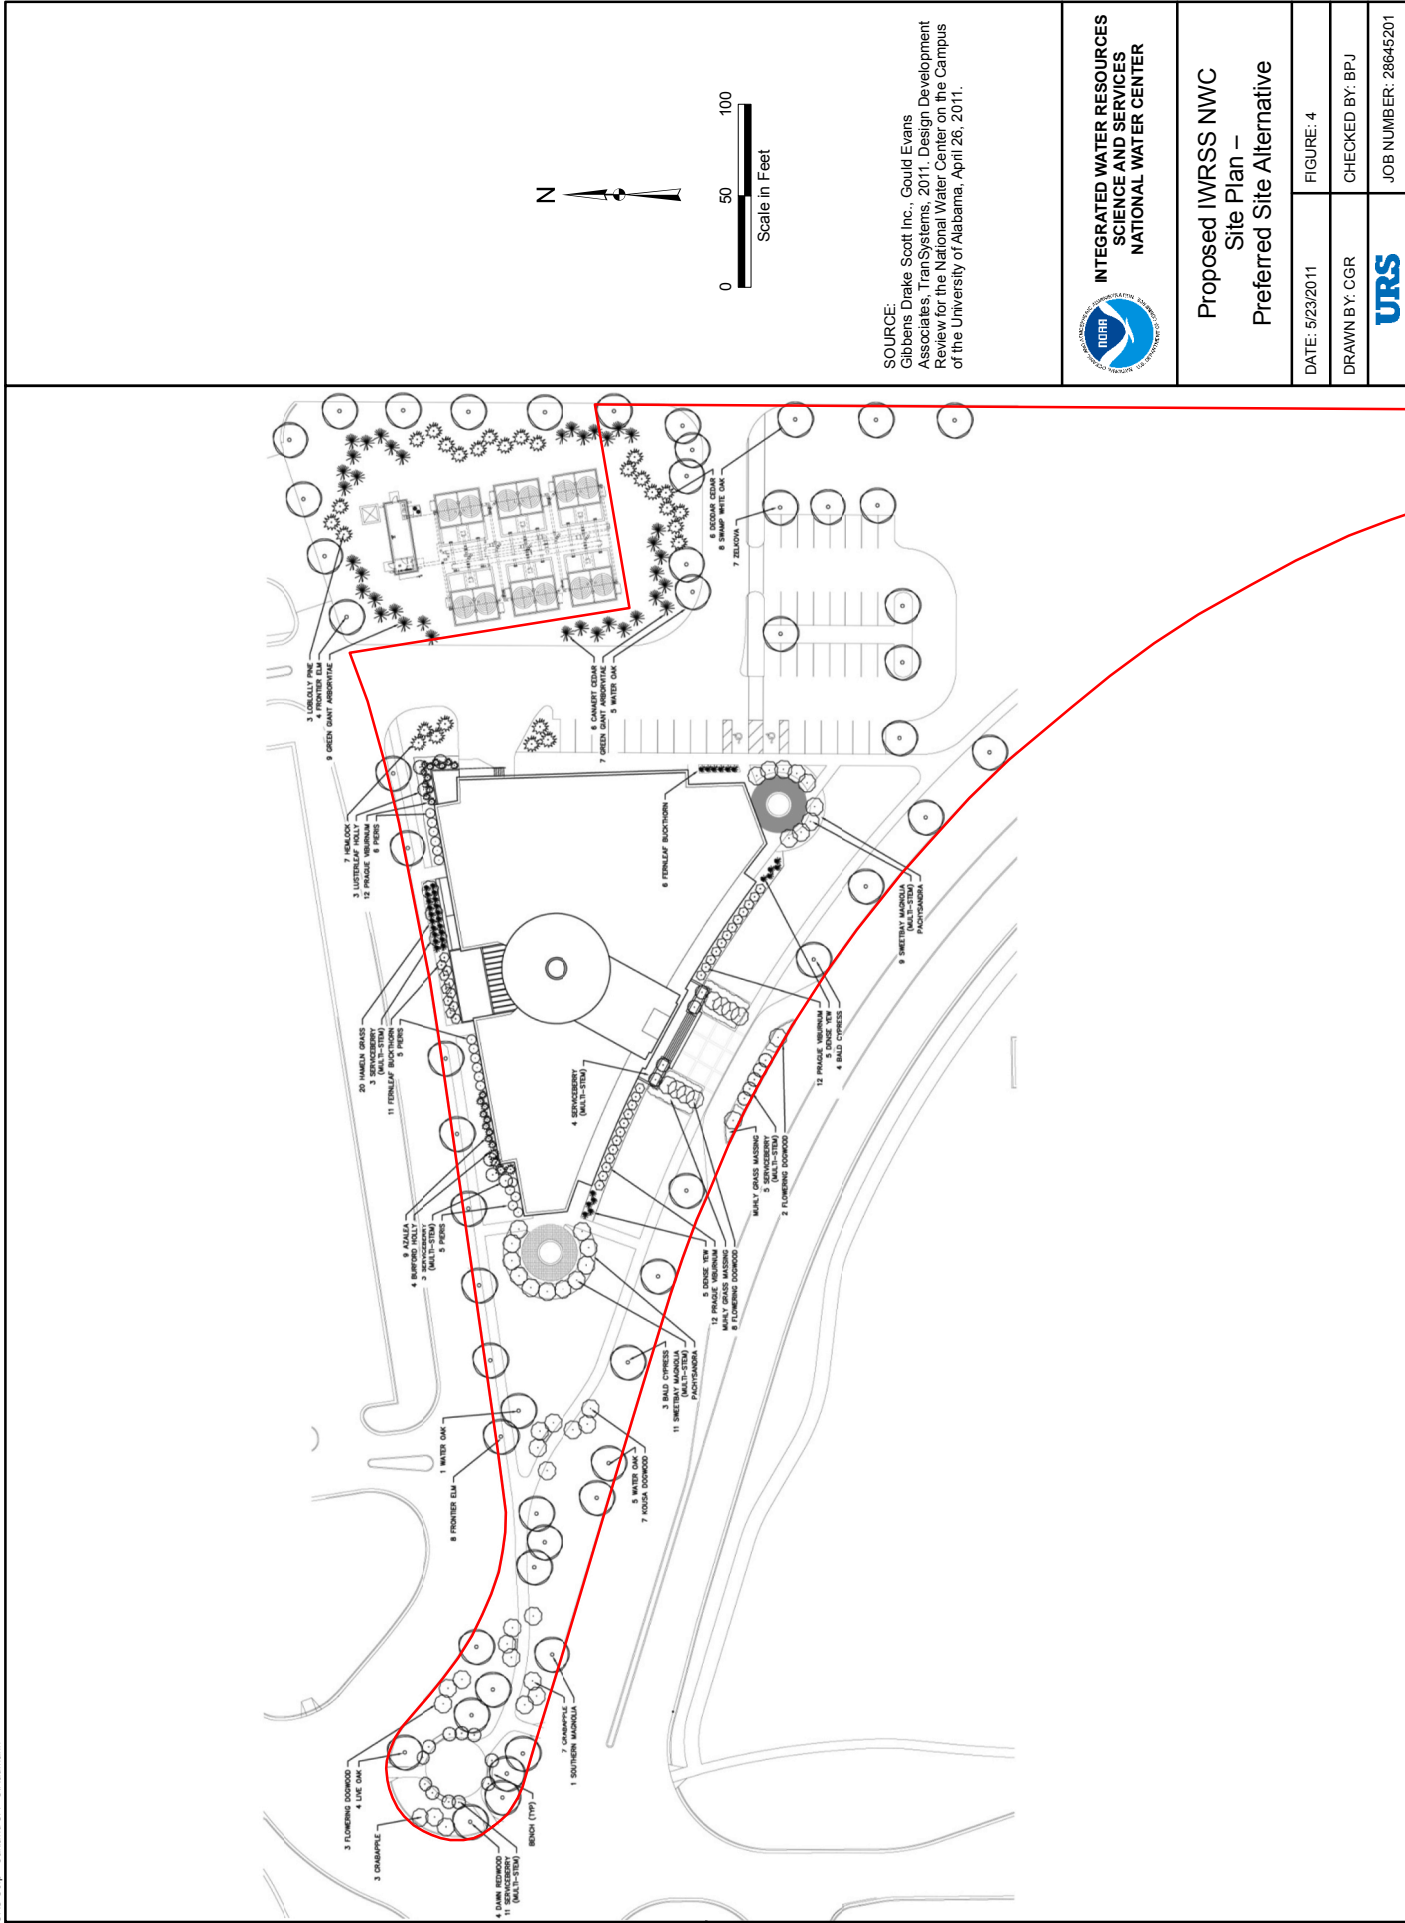 3 LOBLOLLY PINE
4 FRONTIER ELM
9 GREEN GIANT ARBORVITAE
7 HEMLOCK
3 LUSTERLEAF HOLLY
12 PRAGUE VIBURNUM
6 PIERIS
20 HAMELN GRASS
3 SERVICEBERRY
(MULTI-STEM)
11 FERNLEAF BUCKTHORN
5 PIERIS
9 AZALEA
4 BURFORD HOLLY
3 SERVICEBERRY
(MULTI-STEM)
5 PIERIS
1 WATER OAK
8 FRONTIER ELM
3 FLOWERING DOGWOOD
4 LIVE OAK
3 CRABAPPLE
4 DAWN REDWOOD
11 SERVICEBERRY
(MULTI-STEM)
BENCH (TYP)
7 CRABAPPLE
1 SOUTHERN MAGNOLIA
5 WATER OAK
7 KOUSA DOGWOOD
3 BALD CYPRESS
11 SWEETBAY MAGNOLIA
(MULTI-STEM)
PACHYSANDRA
5 DENSE YEW
12 PRAGUE VIBURNUM
MUHLY GRASS MASSING
8 FLOWERING DOGWOOD
4 SERVICEBERRY
(MULTI-STEM)
MUHLY GRASS MASSING
5 SERVICEBERRY
(MULTI-STEM)
2 FLOWERING DOGWOOD
12 PRAGUE VIBURNUM
5 DENSE YEW
4 BALD CYPRESS
9 SWEETBAY MAGNOLIA
(MULTI-STEM)
PACHYSANDRA
6 FERNLEAF BUCKTHORN
6 CANAERT CEDAR
7 GREEN GIANT ARBORVITAE
5 WATER OAK
6 DEODAR CEDAR
8 SWAMP WHITE OAK
7 ZELKOVA
N
0 50 100
Scale in Feet
SOURCE:
Gibbens Drake Scott Inc., Gould Evans
Associates, TranSystems, 2011. Design Development
Review for the National Water Center on the Campus
of the University of Alabama, April 26, 2011.
NOAA
INTEGRATED WATER RESOURCES
SCIENCE AND SERVICES
NATIONAL WATER CENTER
Proposed IWRSS NWC
Site Plan –
Preferred Site Alternative
DATE: 5/23/2011
FIGURE: 4
DRAWN BY: CGR
CHECKED BY: BPJ
URS
JOB NUMBER: 28645201